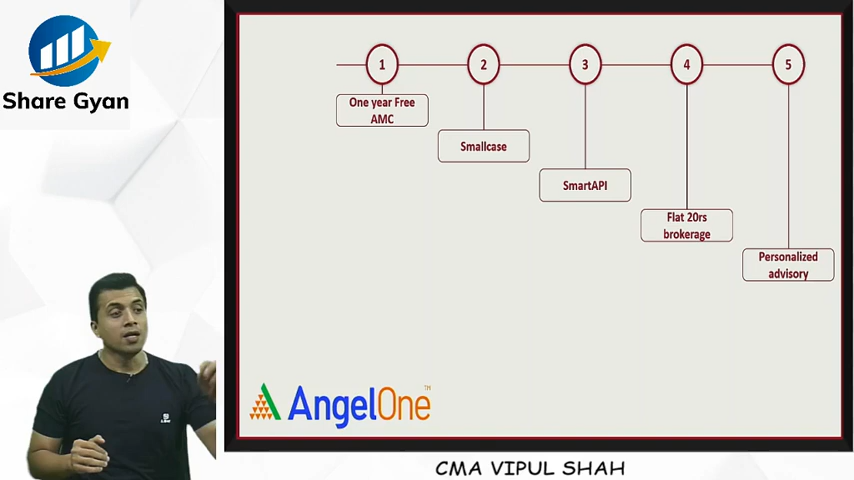 Share Gyan
1
2
3
4
5
One year Free
AMC
Smallcase
SmartAPI
Flat 20rs
brokerage
Personalized
advisory
AngelOne
TM
CMA VIPUL SHAH